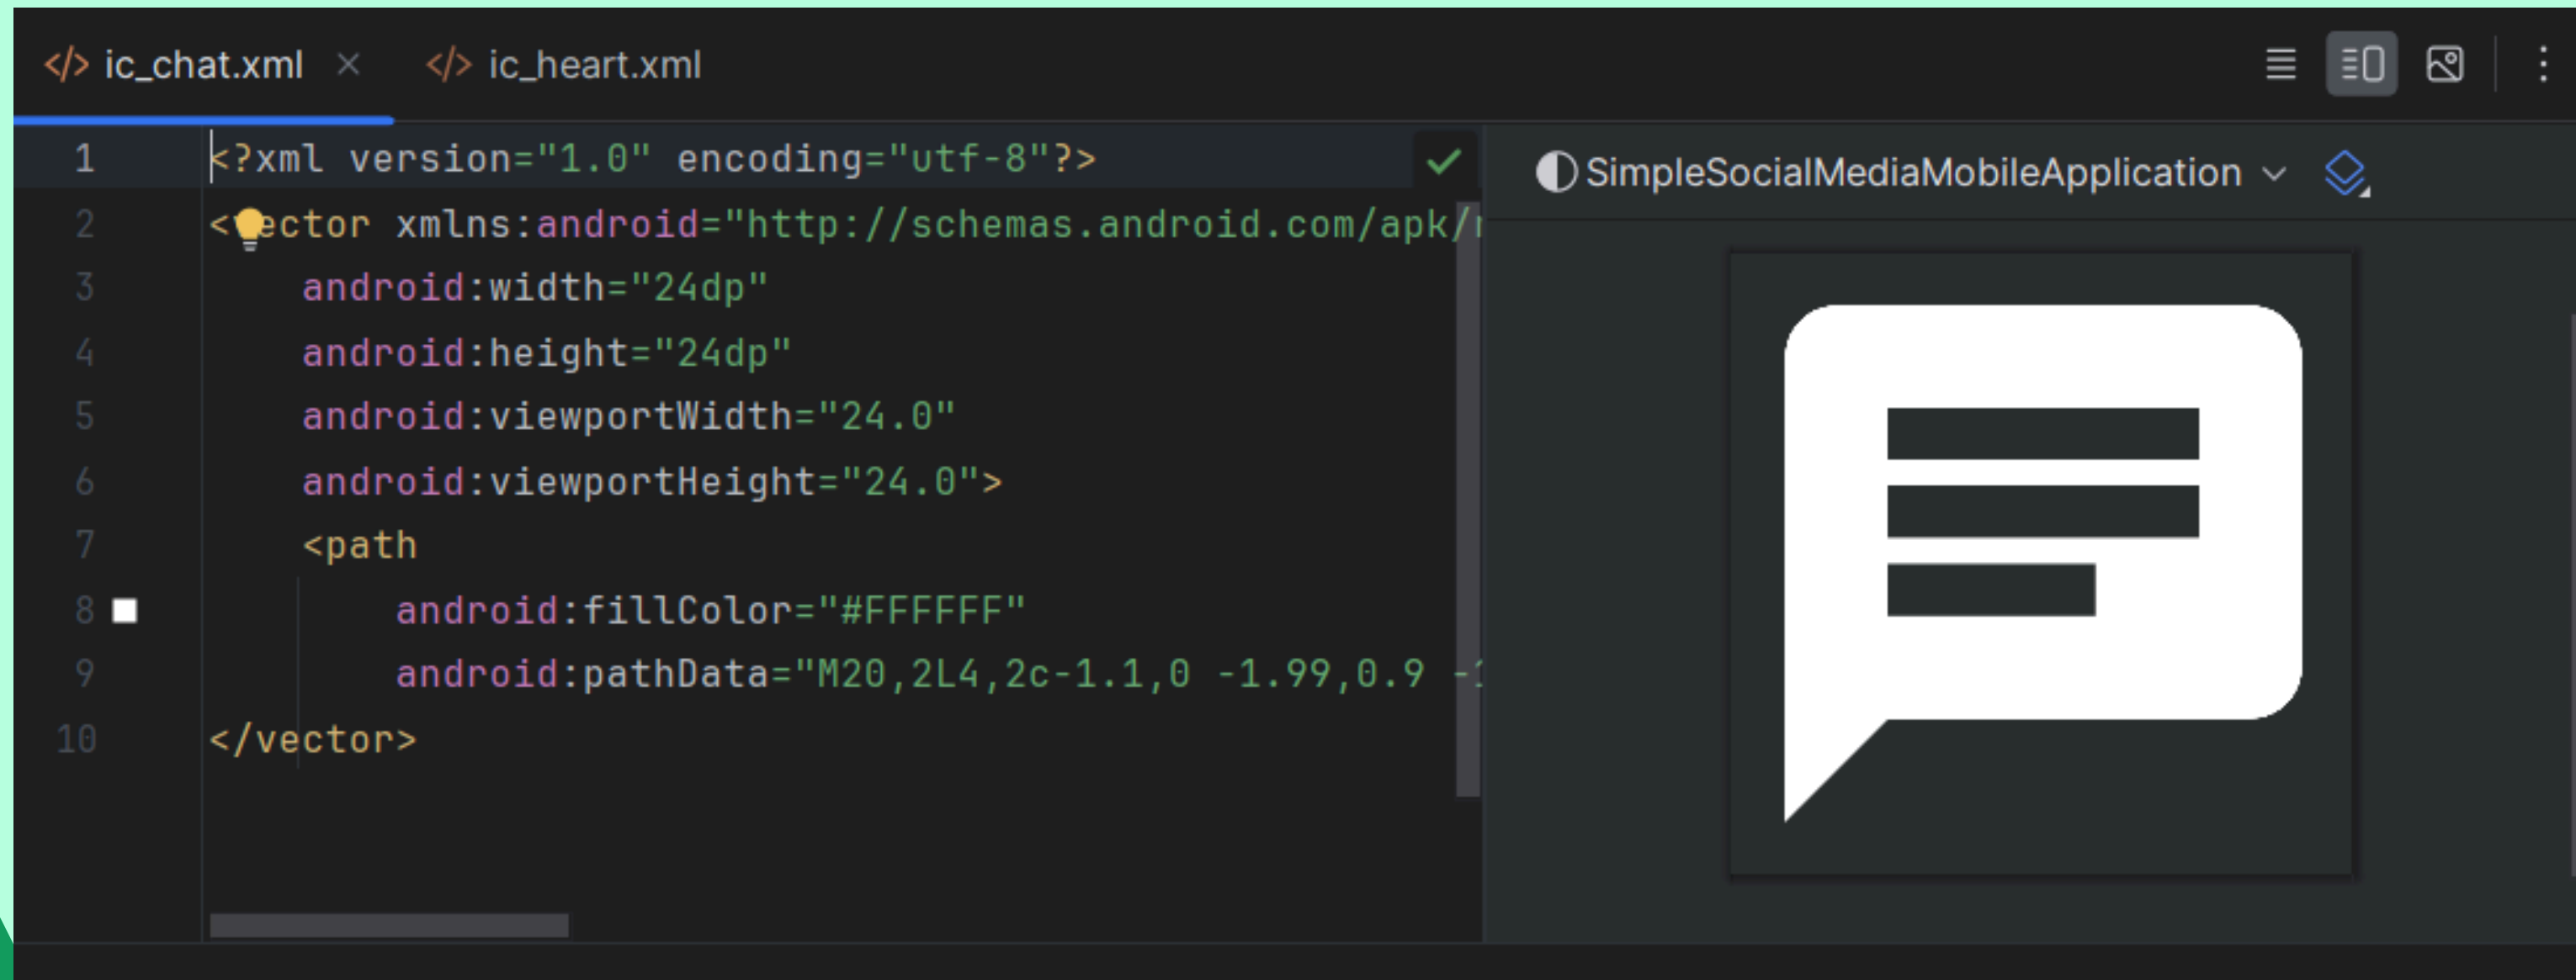 ic_chat.xml ic_heart.xml
1 <?xml version="1.0" encoding="utf-8"?>
2 <vector xmlns:android="http://schemas.android.com/apk/
3 android:width="24dp"
4 android:height="24dp"
5 android:viewportWidth="24.0"
6 android:viewportHeight="24.0">
7 <path
8 android:fillColor="#FFFFFF"
9 android:pathData="M20,2L4,2c-1.1,0 -1.99,0.9 -
10 </vector>
SimpleSocialMediaMobileApplication